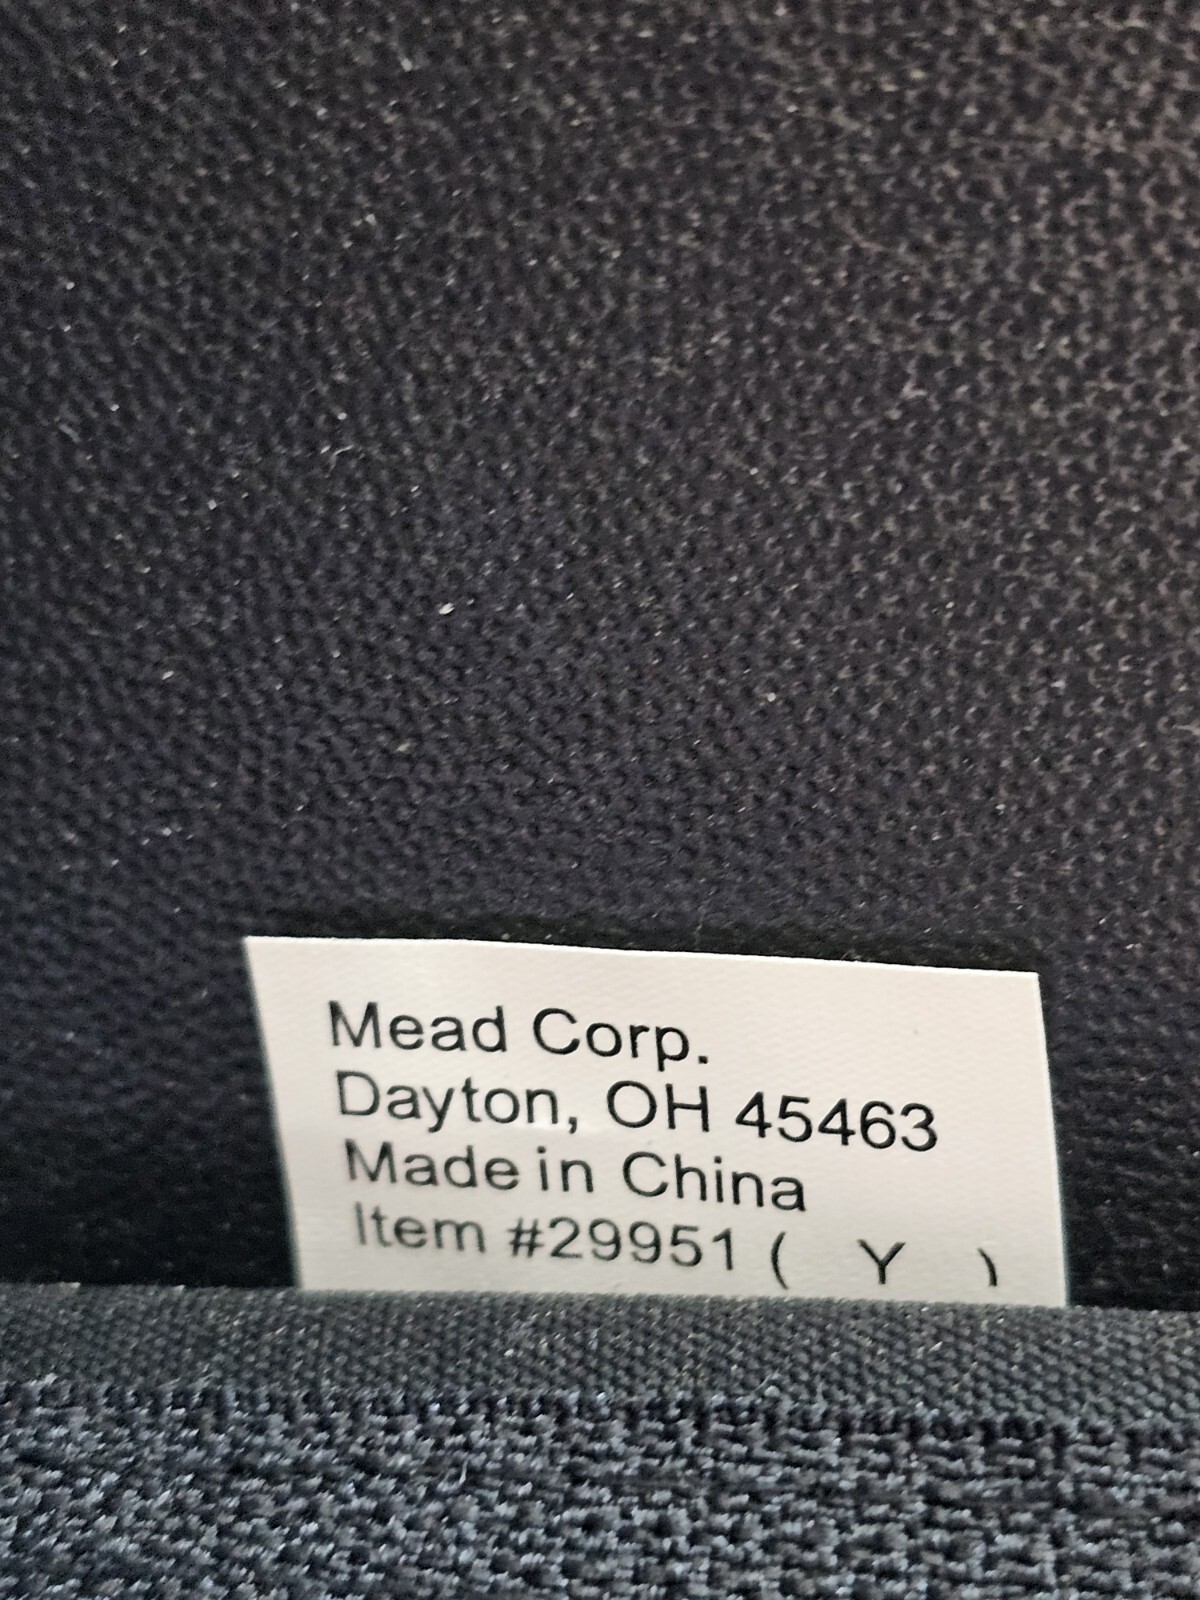 Mead Corp.
Dayton, OH 45463
Made in China
Item #29951 ( Y )